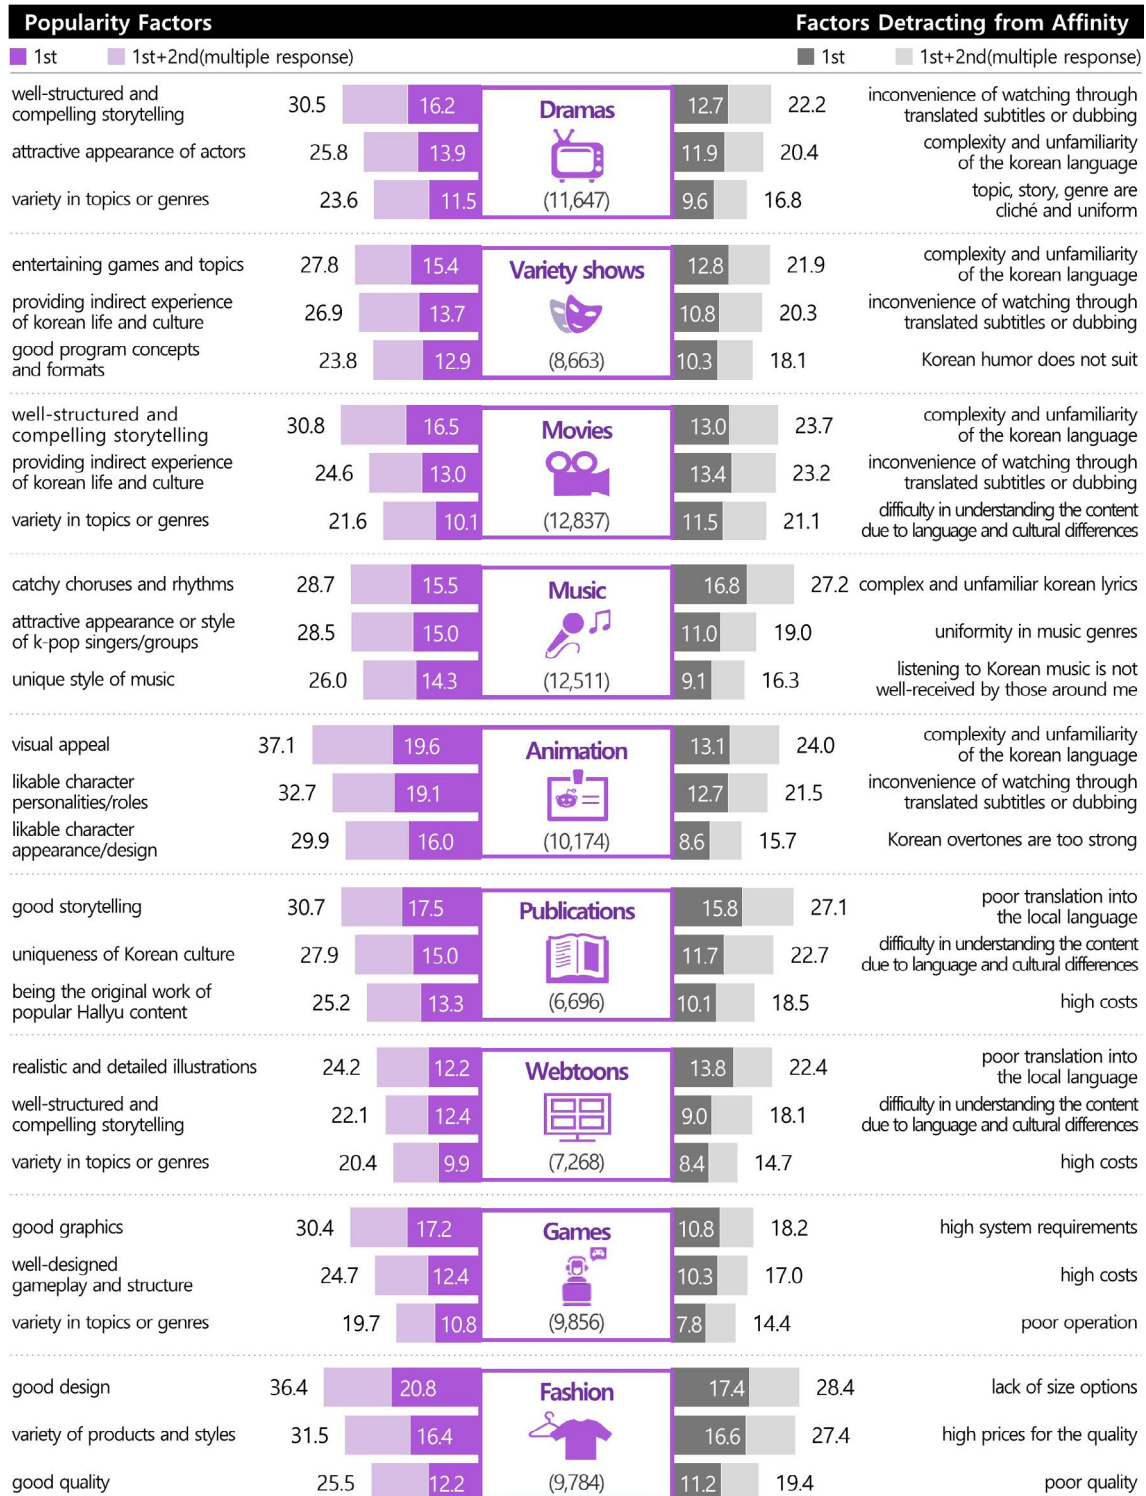 Popularity Factors
Factors Detracting from Affinity
1st
1st+2nd(multiple response)
1st
1st+2nd(multiple response)
Dramas
(11,647)
well-structured and
compelling storytelling
30.5
16.2
12.7
22.2
inconvenience of watching through
translated subtitles or dubbing
attractive appearance of actors
25.8
13.9
11.9
20.4
complexity and unfamiliarity
of the korean language
variety in topics or genres
23.6
11.5
9.6
16.8
topic, story, genre are
cliché and uniform
Variety shows
(8,663)
entertaining games and topics
27.8
15.4
12.8
21.9
complexity and unfamiliarity
of the korean language
providing indirect experience
of korean life and culture
26.9
13.7
10.8
20.3
inconvenience of watching through
translated subtitles or dubbing
good program concepts
and formats
23.8
12.9
10.3
18.1
Korean humor does not suit
Movies
(12,837)
well-structured and
compelling storytelling
30.8
16.5
13.0
23.7
complexity and unfamiliarity
of the korean language
providing indirect experience
of korean life and culture
24.6
13.0
13.4
23.2
inconvenience of watching through
translated subtitles or dubbing
variety in topics or genres
21.6
10.1
11.5
21.1
difficulty in understanding the content
due to language and cultural differences
Music
(12,511)
catchy choruses and rhythms
28.7
15.5
16.8
27.2
complex and unfamiliar korean lyrics
attractive appearance or style
of k-pop singers/groups
28.5
15.0
11.0
19.0
uniformity in music genres
unique style of music
26.0
14.3
9.1
16.3
listening to Korean music is not
well-received by those around me
Animation
(10,174)
visual appeal
37.1
19.6
13.1
24.0
complexity and unfamiliarity
of the korean language
likable character
personalities/roles
32.7
19.1
12.7
21.5
inconvenience of watching through
translated subtitles or dubbing
likable character
appearance/design
29.9
16.0
8.6
15.7
Korean overtones are too strong
Publications
(6,696)
good storytelling
30.7
17.5
15.8
27.1
poor translation into
the local language
uniqueness of Korean culture
27.9
15.0
11.7
22.7
difficulty in understanding the content
due to language and cultural differences
being the original work of
popular Hallyu content
25.2
13.3
10.1
18.5
high costs
Webtoons
(7,268)
realistic and detailed illustrations
24.2
12.2
13.8
22.4
poor translation into
the local language
well-structured and
compelling storytelling
22.1
12.4
9.0
18.1
difficulty in understanding the content
due to language and cultural differences
variety in topics or genres
20.4
9.9
8.4
14.7
high costs
Games
(9,856)
good graphics
30.4
17.2
10.8
18.2
high system requirements
well-designed
gameplay and structure
24.7
12.4
10.3
17.0
high costs
variety in topics or genres
19.7
10.8
7.8
14.4
poor operation
Fashion
(9,784)
good design
36.4
20.8
17.4
28.4
lack of size options
variety of products and styles
31.5
16.4
16.6
27.4
high prices for the quality
good quality
25.5
12.2
11.2
19.4
poor quality